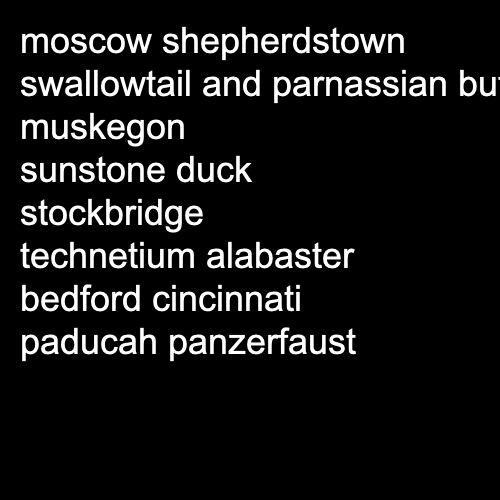 moscow shepherdstown
swallowtail and parnassian
muskegon
sunstone duck
stockbridge
technetium alabaster
bedford cincinnati
paducah panzerfaust